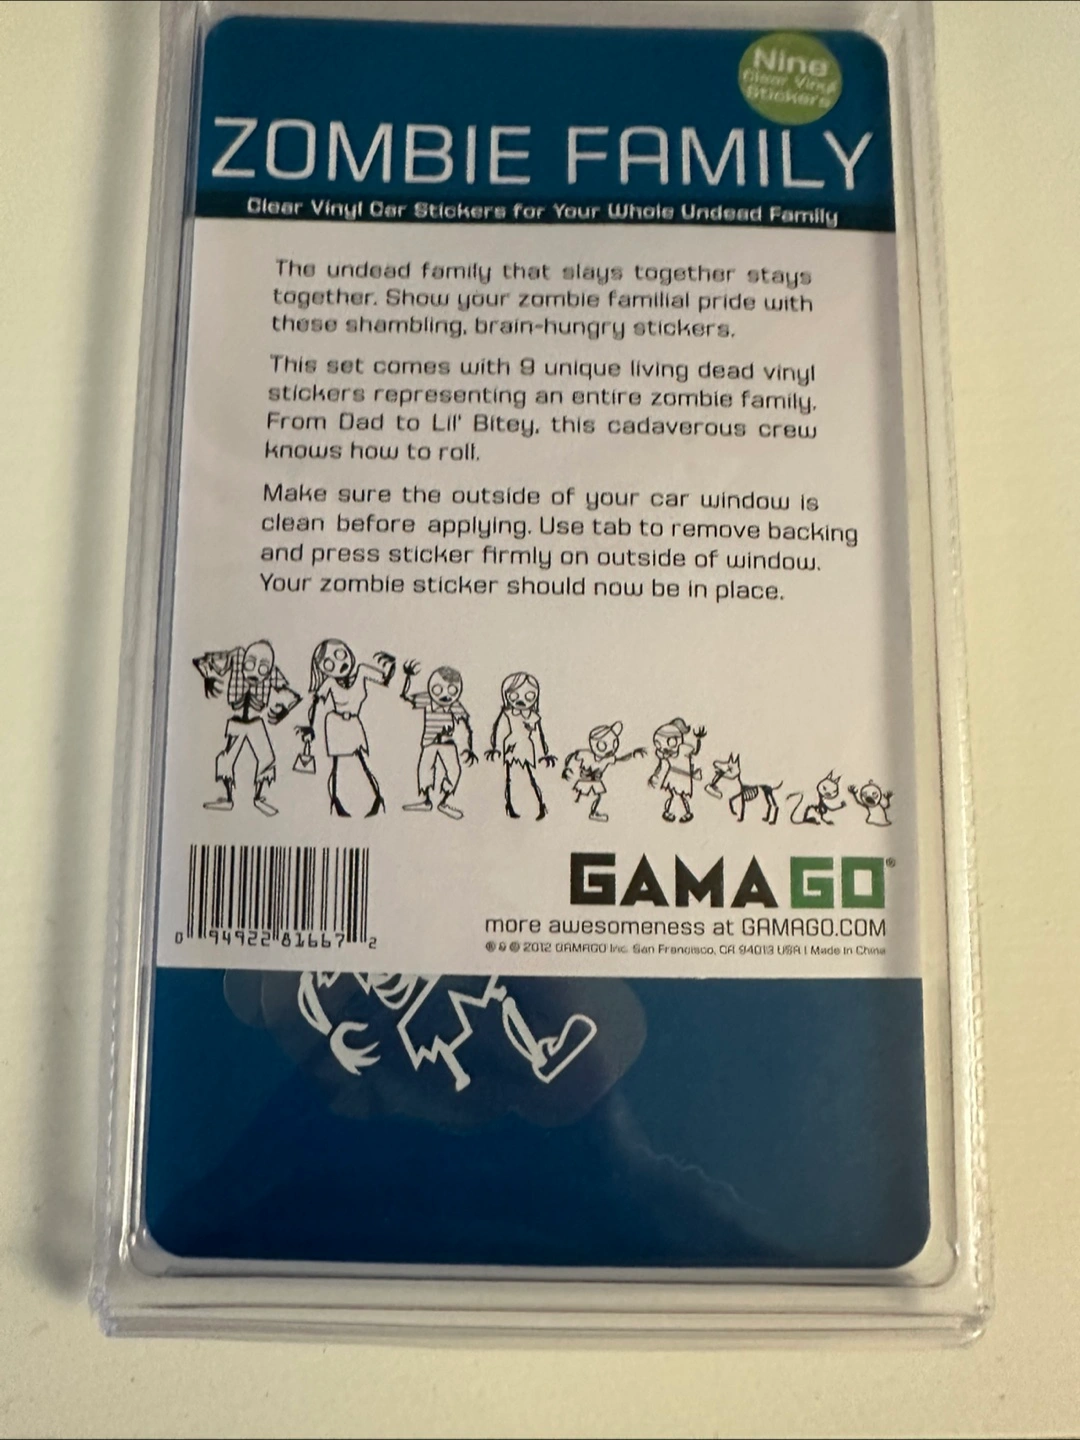 Nine
Clear Vinyl
Stickers
ZOMBIE FAMILY
Clear Vinyl Car Stickers for Your Whole Undead Family
The undead family that slays together stays
together. Show your zombie familial pride with
these shambling, brain-hungry stickers.
This set comes with 9 unique living dead vinyl
stickers representing an entire zombie family.
From Dad to Lil' Bitey, this cadaverous crew
knows how to roll.
Make sure the outside of your car window is
clean before applying. Use tab to remove backing
and press sticker firmly on outside of window.
Your zombie sticker should now be in place.
GAMAGO®
more awesomeness at GAMAGO.COM
® & © 2012 GAMAGO Inc. San Francisco, CA 94013 USA | Made in China
0 94922 81667 2